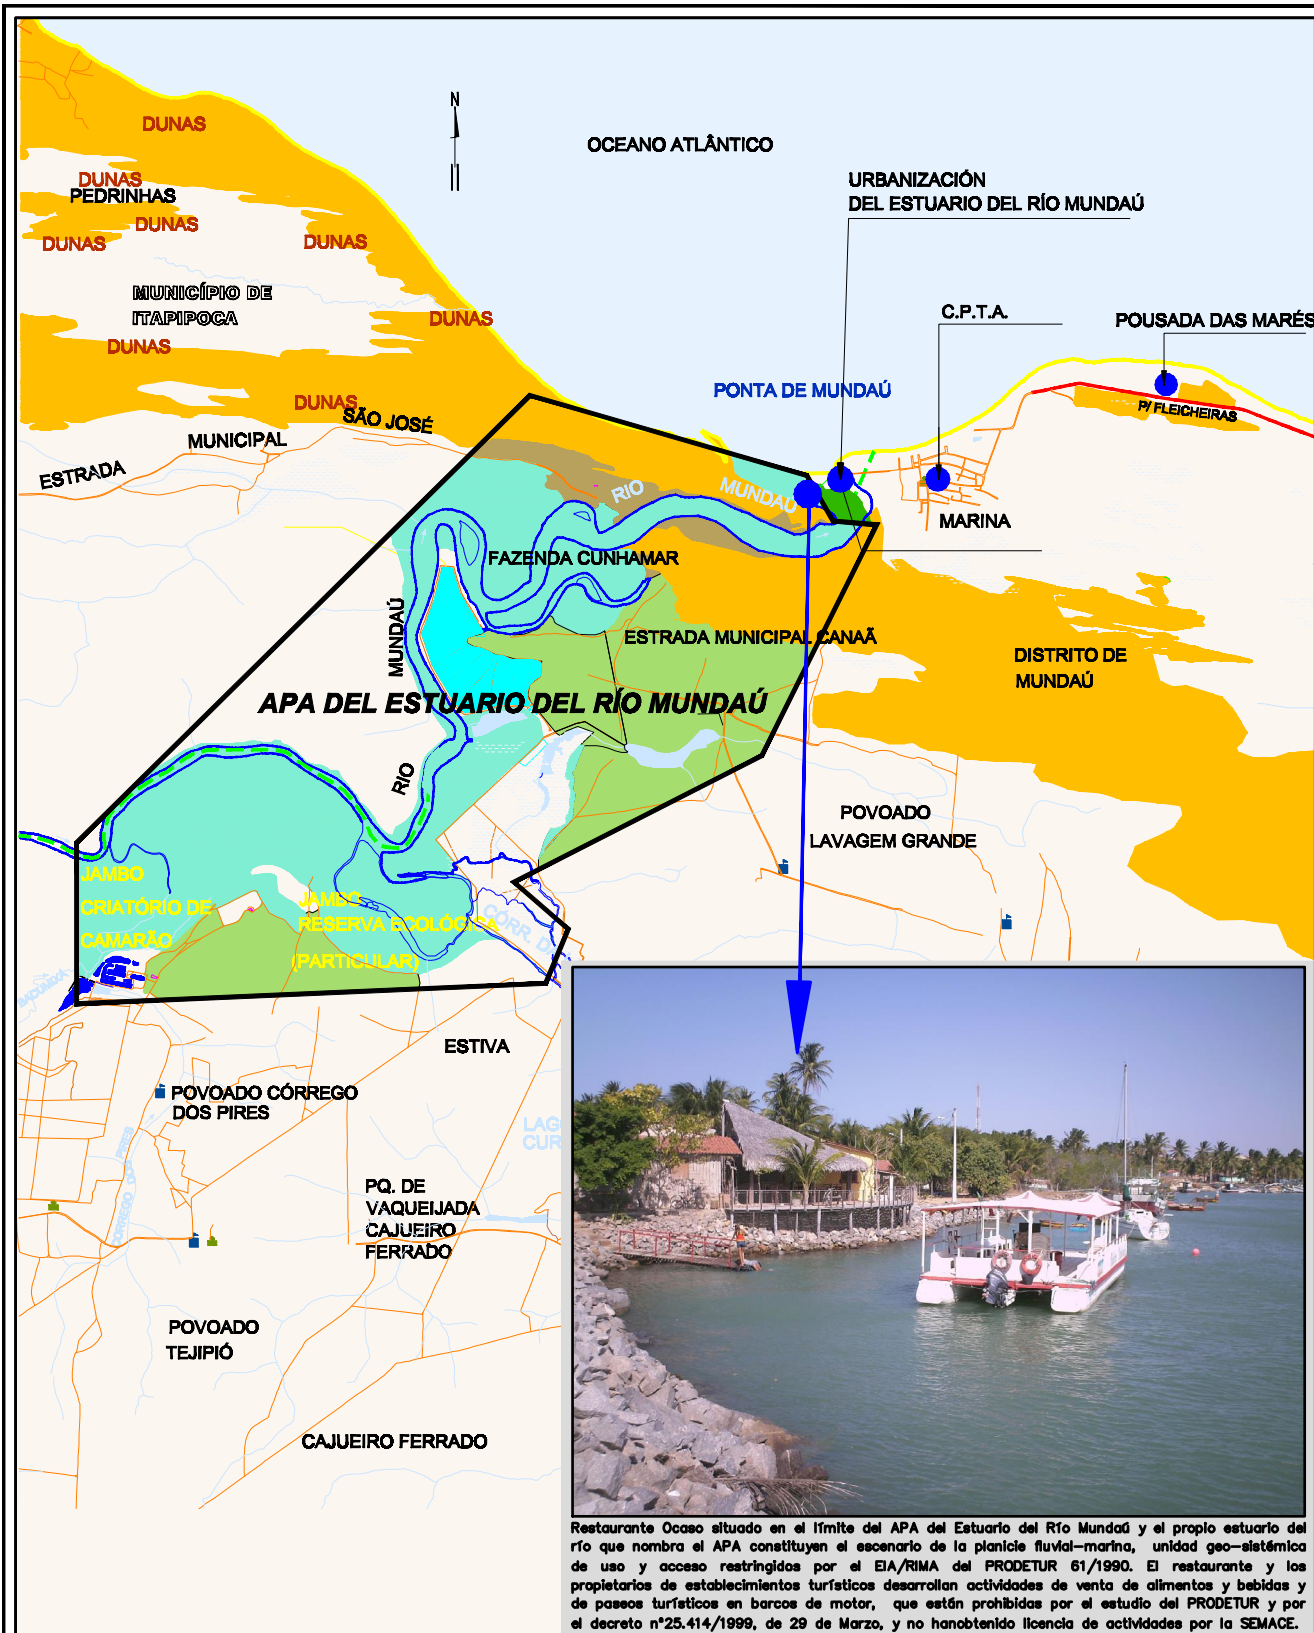 DUNAS
N
OCEANO ATLÂNTICO
URBANIZACIÓN
DEL ESTUARIO DEL RÍO MUNDAÚ
DUNAS
PEDRINHAS
DUNAS
DUNAS
DUNAS
MUNICÍPIO DE
ITAPIPOCA
DUNAS
C.P.T.A.
POUSADA DAS MARÉS
DUNAS
PONTA DE MUNDAÚ
DUNAS
SÃO JOSÉ
P/ FLEICHEIRAS
MUNICIPAL
ESTRADA
RIO
MUNDAÚ
MARINA
FAZENDA CUNHAMAR
MUNDAÚ
ESTRADA MUNICIPAL CANAÃ
DISTRITO DE
MUNDAÚ
APA DEL ESTUARIO DEL RÍO MUNDAÚ
RIO
POVOADO
LAVAGEM GRANDE
JAMBO
CRIATÓRIO DE
CAMARÃO
JAMBO
RESERVA ECOLÓGICA
(PARTICULAR)
CÓRR. D
ESTIVA
POVOADO CÓRREGO
DOS PIRES
LAG
CUR
CORREGO DOS PIRES
PQ. DE
VAQUEIJADA
CAJUEIRO
FERRADO
POVOADO
TEJIPIÓ
CAJUEIRO FERRADO
Restaurante Ocaso situado en el límite del APA del Estuario del Río Mundaú y el propio estuario del
río que nombra el APA constituyen el escenario de la planicie fluvial-marina, unidad geo-sistémica
de uso y acceso restringidos por el EIA/RIMA del PRODETUR 61/1990. El restaurante y los
propietarios de establecimientos turísticos desarrollan actividades de venta de alimentos y bebidas y
de paseos turísticos en barcos de motor, que están prohibidas por el estudio del PRODETUR y por
el decreto nº25.414/1999, de 29 de Marzo, y no hanobtenido licencia de actividades por la SEMACE.